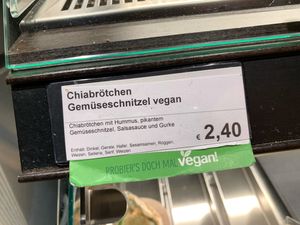 Chiabrötchen
Gemüseschnitzel vegan
Chiabrötchen mit Hummus, pikantem
Gemüseschnitzel, Salsasauce und Gurke
€ 2,40
Enthält: Dinkel, Gerste, Hafer, Sesamsamen, Roggen,
Weizen, Sellerie, Senf, Weizen
PROBIER'S DOCH MAL vegan!